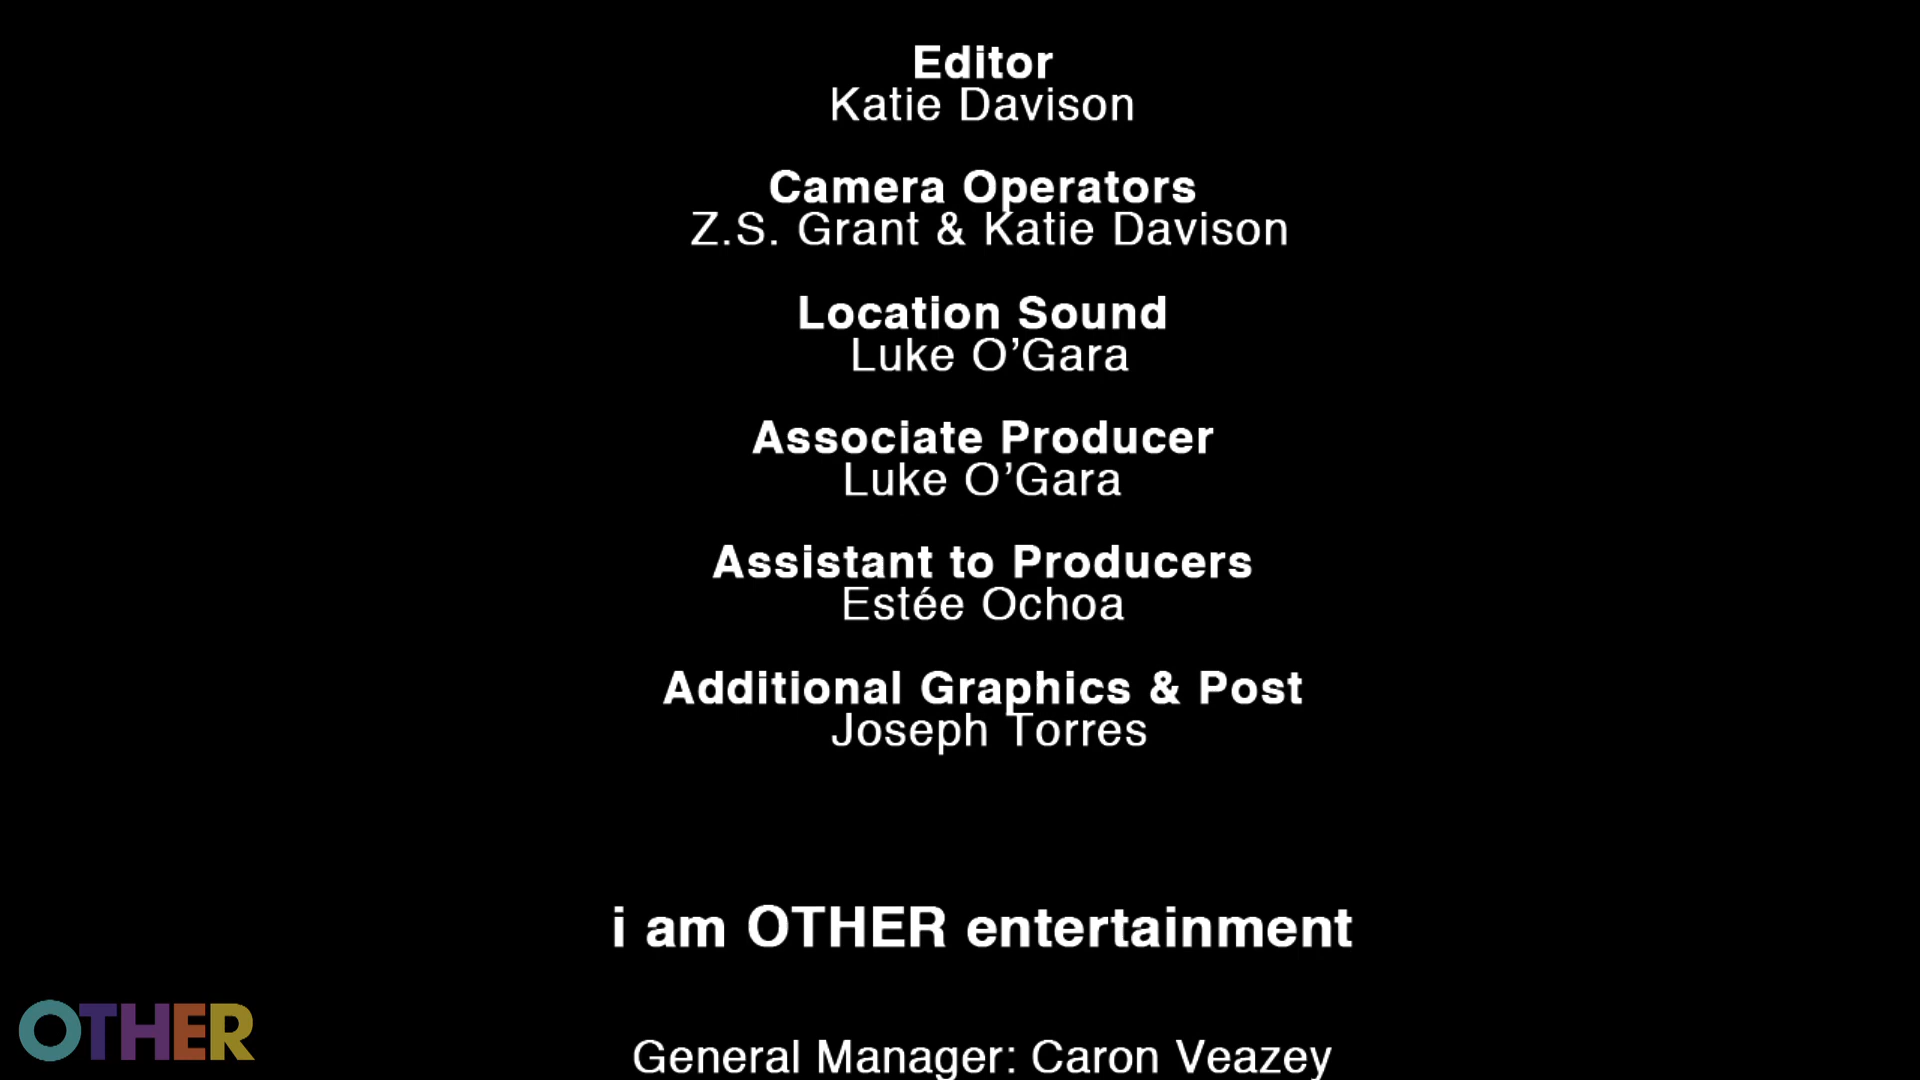 Editor
Katie Davison
Camera Operators
Z.S. Grant & Katie Davison
Location Sound
Luke O’Gara
Associate Producer
Luke O’Gara
Assistant to Producers
Estée Ochoa
Additional Graphics & Post
Joseph Torres
i am OTHER entertainment
OTHER
General Manager: Caron Veazey